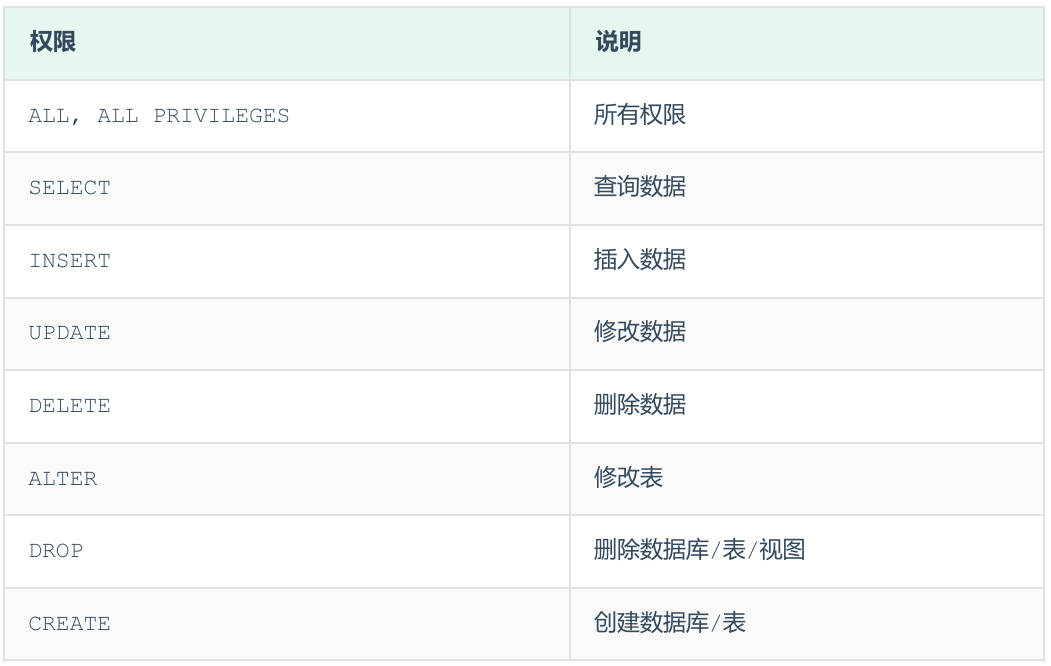 权限 说明
ALL, ALL PRIVILEGES 所有权限
SELECT 查询数据
INSERT 插入数据
UPDATE 修改数据
DELETE 删除数据
ALTER 修改表
DROP 删除数据库/表/视图
CREATE 创建数据库/表